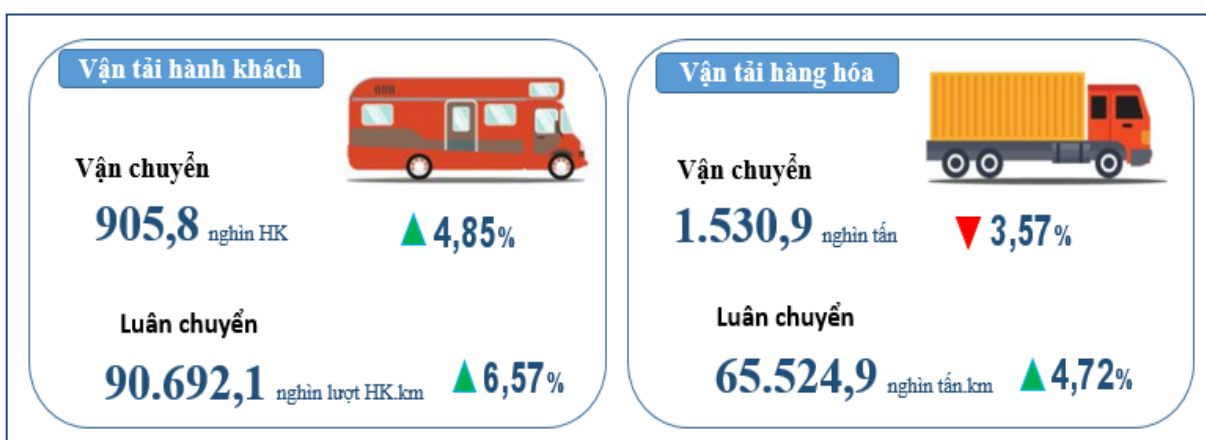 Vận tải hành khách
Vận chuyển
905,8 nghìn HK
4,85%
Luân chuyển
90.692,1 nghìn lượt HK.km
6,57%
Vận tải hàng hóa
Vận chuyển
1.530,9 nghìn tấn
3,57%
Luân chuyển
65.524,9 nghìn tấn.km
4,72%